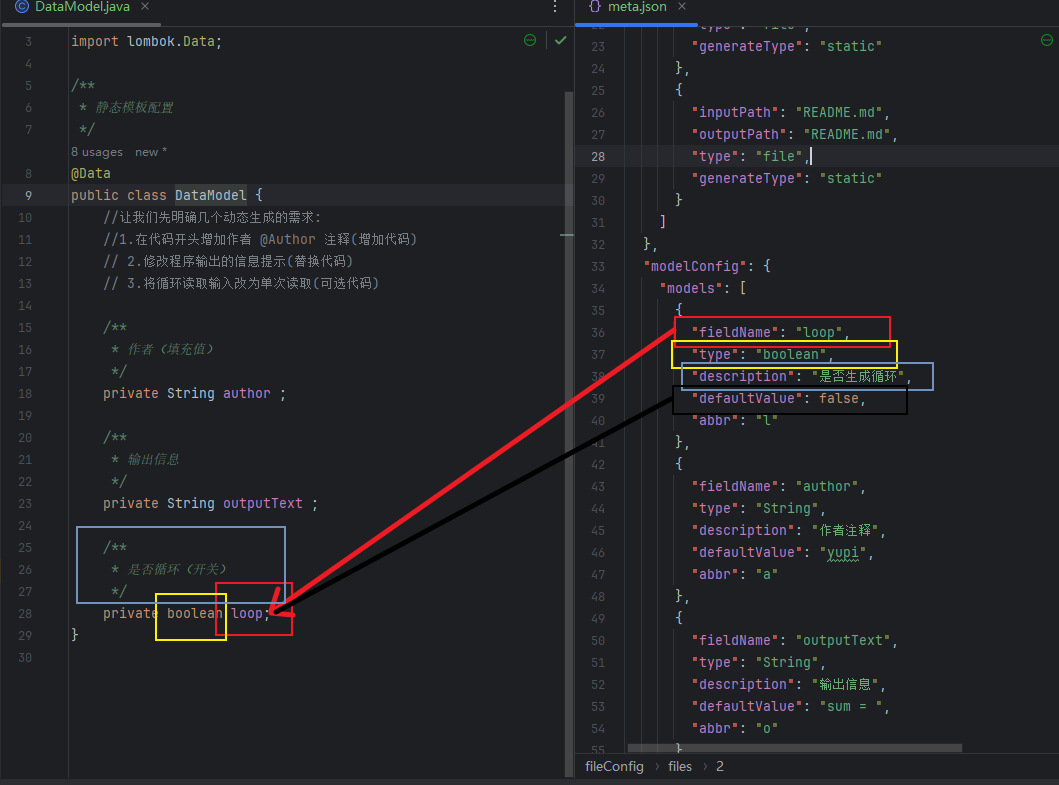 DataModel.java
3 import lombok.Data;
4
5 /**
6 * 静态模板配置
7 */
8 usages new *
8 @Data
9 public class DataModel {
10 //让我们先明确几个动态生成的需求:
11 //1.在代码开头增加作者 @Author 注释(增加代码)
12 // 2.修改程序输出的信息提示(替换代码)
13 // 3.将循环读取输入改为单次读取(可选代码)
14
15 /**
16 * 作者（填充值）
17 */
18 private String author ;
19
20 /**
21 * 输出信息
22 */
23 private String outputText ;
24
25 /**
26 * 是否循环（开关）
27 */
28 private boolean loop;
29 }
30
meta.json
23 "generateType": "static"
24 },
25 {
26 "inputPath": "README.md",
27 "outputPath": "README.md",
28 "type": "file",
29 "generateType": "static"
30 }
31 ]
32 },
33 "modelConfig": {
34 "models": [
35 {
36 "fieldName": "loop",
37 "type": "boolean",
38 "description": "是否生成循环",
39 "defaultValue": false,
40 "abbr": "l"
41 },
42 {
43 "fieldName": "author",
44 "type": "String",
45 "description": "作者注释",
46 "defaultValue": "yupi",
47 "abbr": "a"
48 },
49 {
50 "fieldName": "outputText",
51 "type": "String",
52 "description": "输出信息",
53 "defaultValue": "sum = ",
54 "abbr": "o"
55 }
fileConfig › files › 2